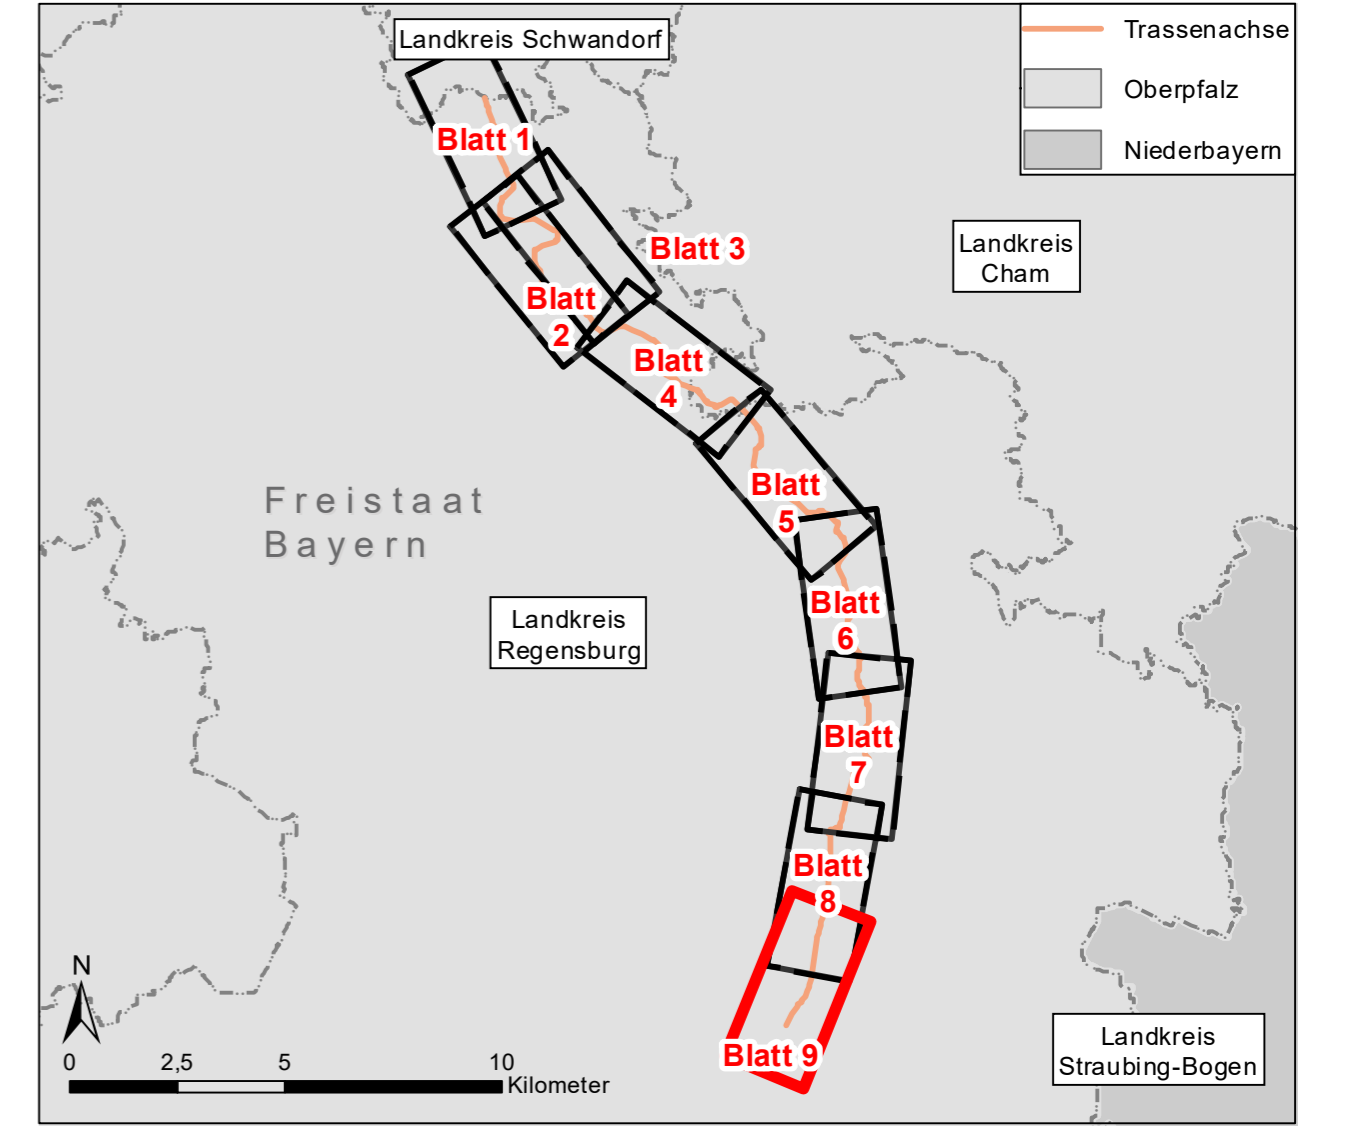 Landkreis Schwandorf
Trassenachse
Oberpfalz
Niederbayern
Blatt 1
Blatt 3
Landkreis
Cham
Blatt
2
Blatt
4
Blatt
5
Freistaat
Bayern
Landkreis
Regensburg
Blatt
6
Blatt
7
Blatt
8
N
Landkreis
Straubing-Bogen
Blatt 9
0 2,5 5 10
Kilometer